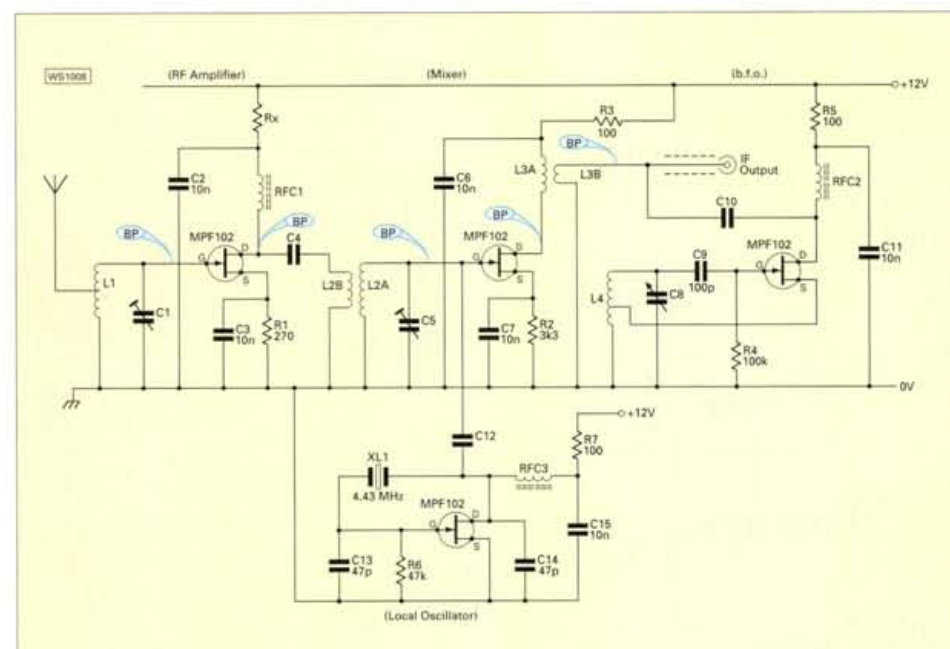 WS1008
(RF Amplifier)
(Mixer)
(b.f.o.)
+12V
Rx
R3
100
R5
100
BP
L3A
L3B
IF
Output
RFC2
C2
10n
RFC1
C6
10n
C10
BP
MPF102
BP
C4
BP
MPF102
MPF102
C11
10n
G
D
S
G
D
S
C9
100p
G
D
S
L1
C1
L2B
L2A
C5
L4
C8
C3
10n
R1
270
C7
10n
R2
3k3
R4
100k
0V
+12V
C12
R7
100
XL1
4.43 MHz
RFC3
MPF102
G
D
S
C15
10n
C13
47p
R6
47k
C14
47p
(Local Oscillator)